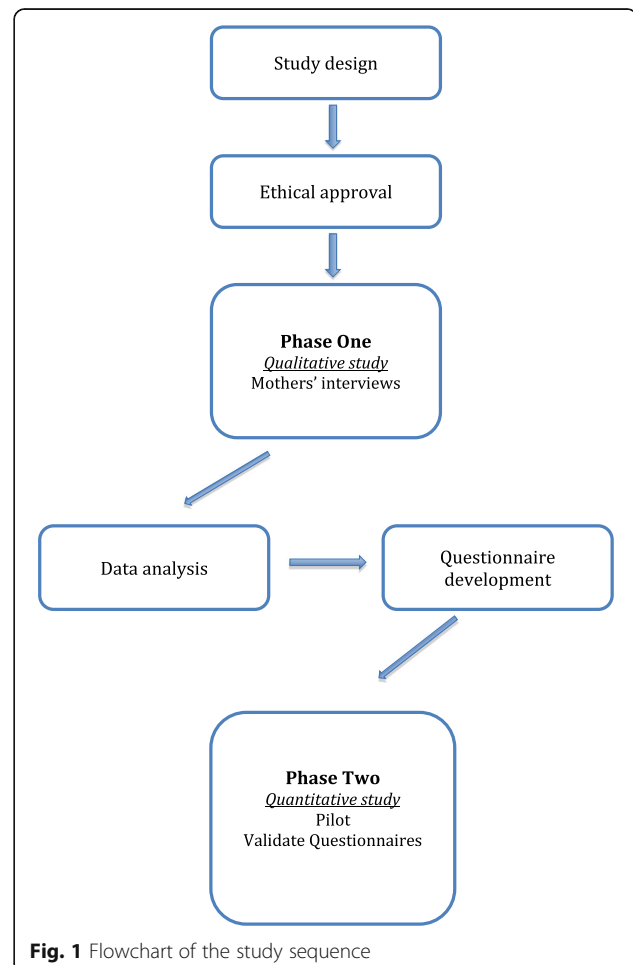 Study design
Ethical approval
Phase One
Qualitative study
Mothers' interviews
Data analysis
Questionnaire
development
Phase Two
Quantitative study
Pilot
Validate Questionnaires
Fig. 1 Flowchart of the study sequence